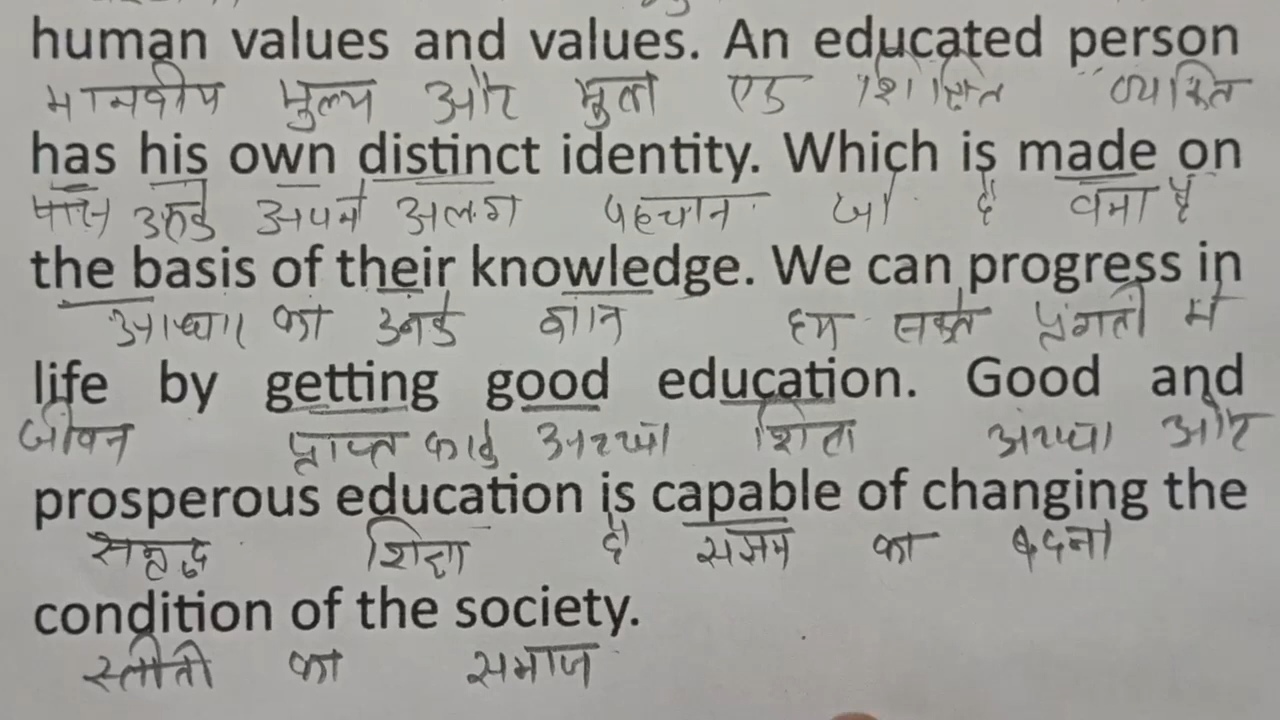 human values and values. An educated person
मानवीय मुल्य और मुल्य एक शिक्षित व्यक्ति
has his own distinct identity. Which is made on
पास उनके अपनी अलग पहचान जो है बना है
the basis of their knowledge. We can progress in
आधार का उनके ज्ञान हम सकते प्रगती में
life by getting good education. Good and
जीवन प्राप्त अच्छा शिक्षा अच्छा और
prosperous education is capable of changing the
समृद्ध शिक्षा है सक्षम का बदलना
condition of the society.
का समाज